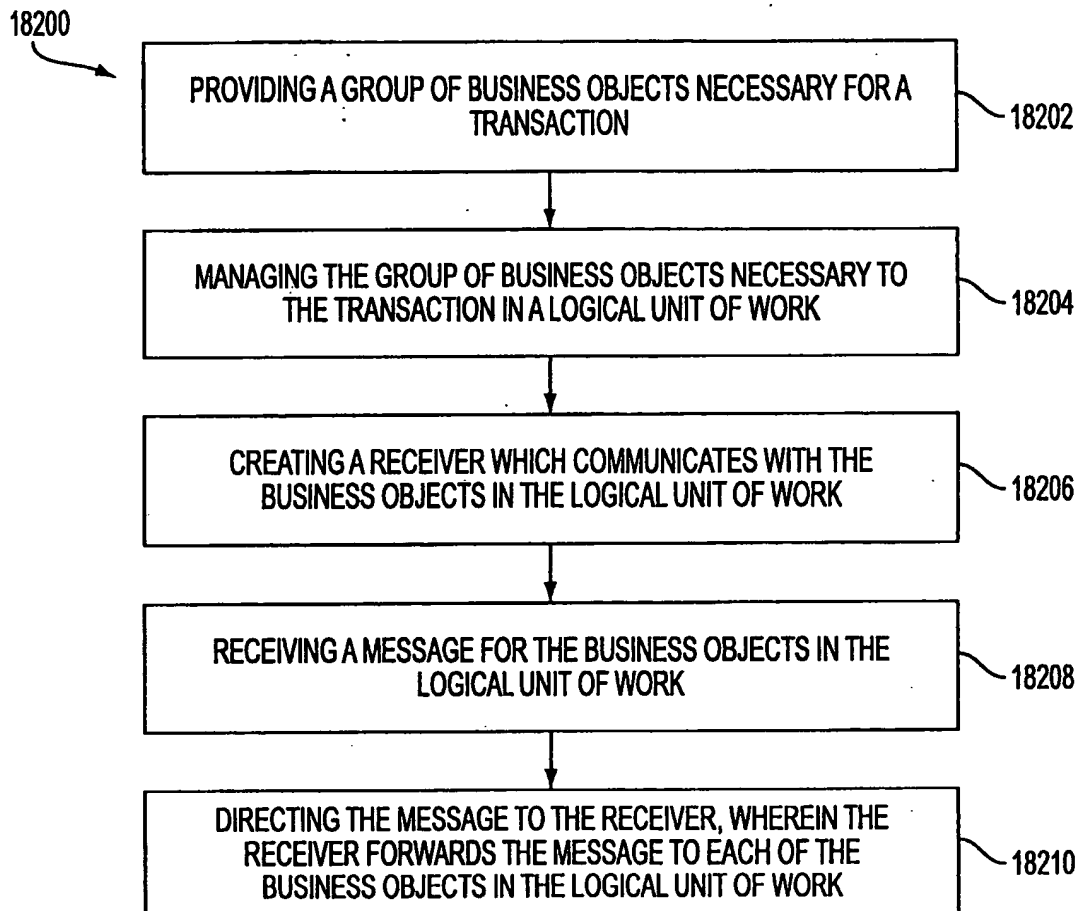 18200
PROVIDING A GROUP OF BUSINESS OBJECTS NECESSARY FOR A
TRANSACTION
18202
MANAGING THE GROUP OF BUSINESS OBJECTS NECESSARY TO
THE TRANSACTION IN A LOGICAL UNIT OF WORK
18204
CREATING A RECEIVER WHICH COMMUNICATES WITH THE
BUSINESS OBJECTS IN THE LOGICAL UNIT OF WORK
18206
RECEIVING A MESSAGE FOR THE BUSINESS OBJECTS IN THE
LOGICAL UNIT OF WORK
18208
DIRECTING THE MESSAGE TO THE RECEIVER, WHEREIN THE
RECEIVER FORWARDS THE MESSAGE TO EACH OF THE
BUSINESS OBJECTS IN THE LOGICAL UNIT OF WORK
18210